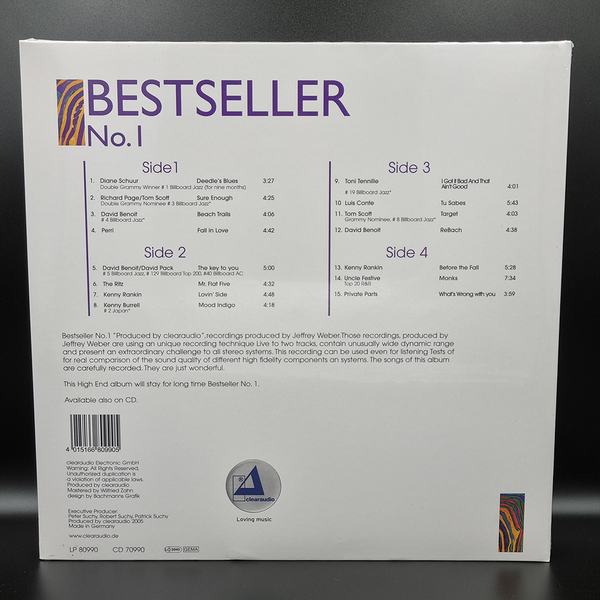 BESTSELLER
No.1
Side1
1. Diane Schuur Deedle's Blues 3:27
Double Grammy Winner # 1 Billboard Jazz (for nine months)
2. Richard Page/Tom Scott Sure Enough 4:25
Double Grammy Nominee # 3 Billboard Jazz*
3. David Benoit Beach Trails 4:06
# 4 Billboard Jazz*
4. Perri Fall in Love 4:42
Side 2
5. David Benoit/David Pack The key to you 5:00
# 5 Billboard Jazz, # 129 Billboard Top 200, #40 Billboard AC
6. The Ritz Mr. Flat Five 4:32
7. Kenny Rankin Lovin' Side 4:48
8. Kenny Burrell Mood Indigo 4:18
# 2 Japan*
Side 3
9. Toni Tennille I Got it Bad And That
Ain't Good 4:01
# 19 Billboard Jazz*
10 Luis Conte Tu Sabes 5:43
11. Tom Scott Target 4:03
Grammy Nominee; # 8 Billboard Jazz*
12. David Benoit ReBach 4:38
Side 4
13. Kenny Rankin Before the Fall 5:28
14. Uncle Festive Monks 7:34
Top 20 R&B
15. Private Parts What's Wrong with you 3:59
Bestseller No.1 "Produced by clearaudio",recordings produced by Jeffrey Weber.Those recordings, produced by
Jeffrey Weber are using an unique recording technique Live to two tracks, contain unusually wide dynamic range
and present an extraordinary challenge to all stereo systems. This recording can be used even for listening Tests of
for real comparison of the sound quality of different high fidelity components an systems. The songs of this album
are carefully recorded. They are just wonderful.
This High End album will stay for long time Bestseller No. 1.
Available also on CD.
4 015166 809905
clearaudio Electronic GmbH
Warning: All Rights Reserved.
Unauthorized duplication is
a violation of applicable laws.
Produced by clearaudio
Mastered by Wilfried Zahn
design by Bachmanns Grafik
Executive Producer:
Peter Suchy, Robert Suchy, Patrick Suchy
Produced by clearaudio 2005
Made in Germany
www.clearaudio.de
LP 80990 CD 70990 LC GEMA
clearaudio
Loving music